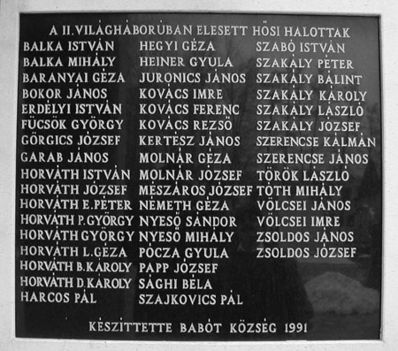 A II. VILÁGHÁBORÚBAN ELESETT HŐSI HALOTTAK
BALKA ISTVÁN
BALKA MIHÁLY
BARANYAI GÉZA
BOKOR JÁNOS
ERDÉLYI ISTVÁN
FÜCSÖK GYÖRGY
GÖRGICS JÓZSEF
GARAB JÁNOS
HORVÁTH ISTVÁN
HORVÁTH JÓZSEF
HORVÁTH E. PÉTER
HORVÁTH P. GYÖRGY
HORVÁTH GYÖRGY
HORVÁTH L. GÉZA
HORVÁTH B. KÁROLY
HORVÁTH D. KÁROLY
HARCOS PÁL
HEGYI GÉZA
HEINER GYULA
JURONICS JÁNOS
KOVÁCS IMRE
KOVÁCS FERENC
KOVÁCS REZSŐ
KERTÉSZ JÁNOS
MOLNÁR GÉZA
MOLNÁR JÓZSEF
MÉSZÁROS JÓZSEF
NÉMETH GÉZA
NYESŐ SÁNDOR
NYESŐ MIHÁLY
PÓCZA GYULA
PAPP JÓZSEF
SÁGHI BÉLA
SZAJKOVICS PÁL
SZABÓ ISTVÁN
SZAKÁLY PÉTER
SZAKÁLY BÁLINT
SZAKÁLY KÁROLY
SZAKÁLY LÁSZLÓ
SZAKÁLY JÓZSEF
SZERENCSE KÁLMÁN
SZERENCSE JÁNOS
TÖRÖK LÁSZLÓ
TÓTH MIHÁLY
VÖLCSEI JÁNOS
VÖLCSEI IMRE
ZSOLDOS JÁNOS
ZSOLDOS JÓZSEF
KÉSZÍTTETTE BABÓT KÖZSÉG 1991